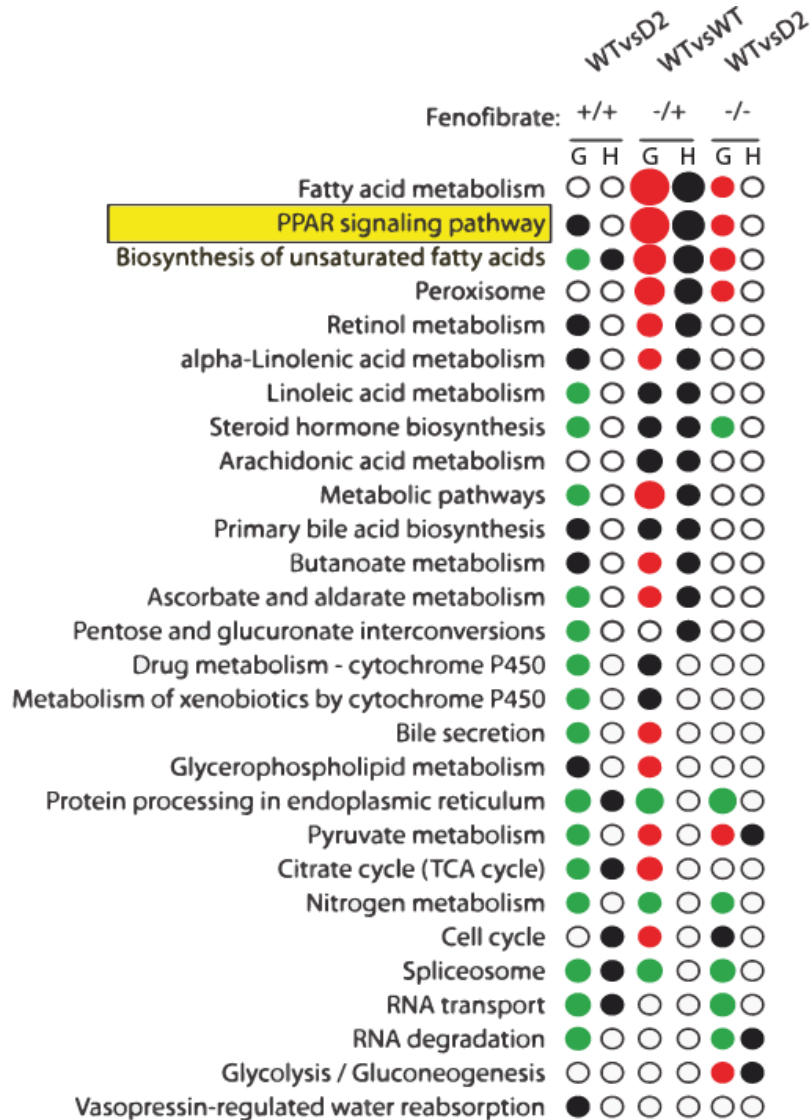 WTvsD2 WTvsWT WTvsD2
Fenofibrate: +/+ -/+ -/-
G H G H G H
Fatty acid metabolism
PPAR signaling pathway
Biosynthesis of unsaturated fatty acids
Peroxisome
Retinol metabolism
alpha-Linolenic acid metabolism
Linoleic acid metabolism
Steroid hormone biosynthesis
Arachidonic acid metabolism
Metabolic pathways
Primary bile acid biosynthesis
Butanoate metabolism
Ascorbate and aldarate metabolism
Pentose and glucuronate interconversions
Drug metabolism - cytochrome P450
Metabolism of xenobiotics by cytochrome P450
Bile secretion
Glycerophospholipid metabolism
Protein processing in endoplasmic reticulum
Pyruvate metabolism
Citrate cycle (TCA cycle)
Nitrogen metabolism
Cell cycle
Spliceosome
RNA transport
RNA degradation
Glycolysis / Gluconeogenesis
Vasopressin-regulated water reabsorption